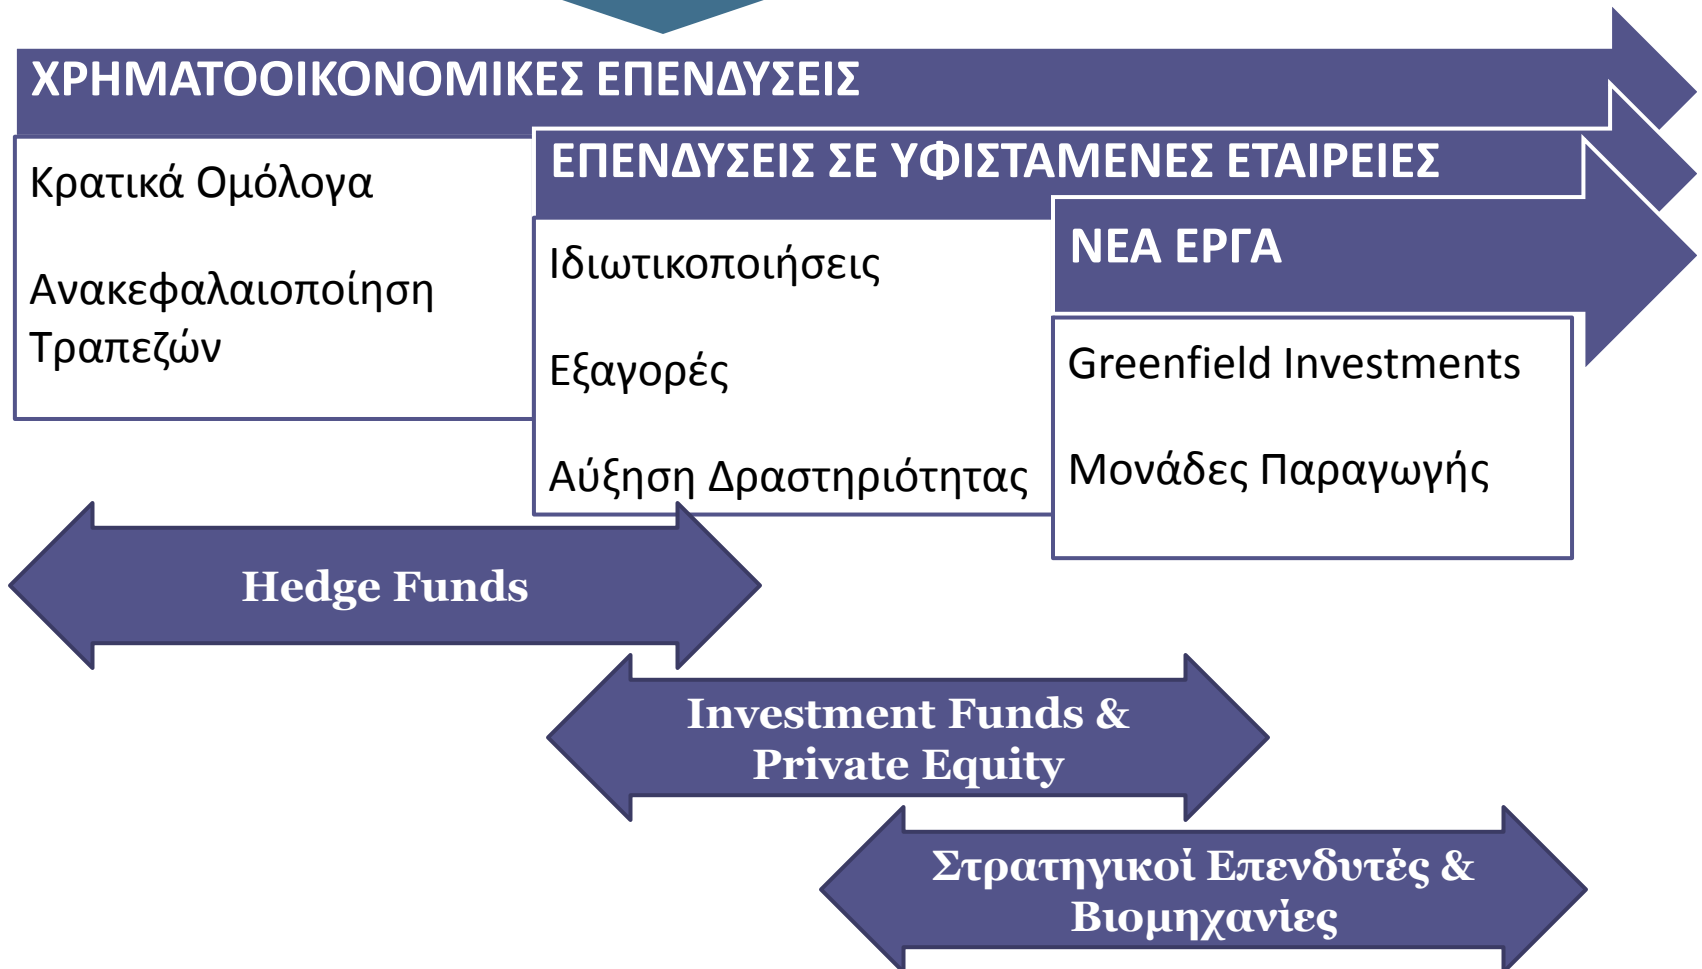 ΧΡΗΜΑΤΟΟΙΚΟΝΟΜΙΚΕΣ ΕΠΕΝΔΥΣΕΙΣ
Κρατικά Ομόλογα
Ανακεφαλαιοποίηση
Τραπεζών
ΕΠΕΝΔΥΣΕΙΣ ΣΕ ΥΦΙΣΤΑΜΕΝΕΣ ΕΤΑΙΡΕΙΕΣ
Ιδιωτικοποιήσεις
Εξαγορές
Αύξηση Δραστηριότητας
ΝΕΑ ΕΡΓΑ
Greenfield Investments
Μονάδες Παραγωγής
Hedge Funds
Investment Funds &
Private Equity
Στρατηγικοί Επενδυτές &
Βιομηχανίες